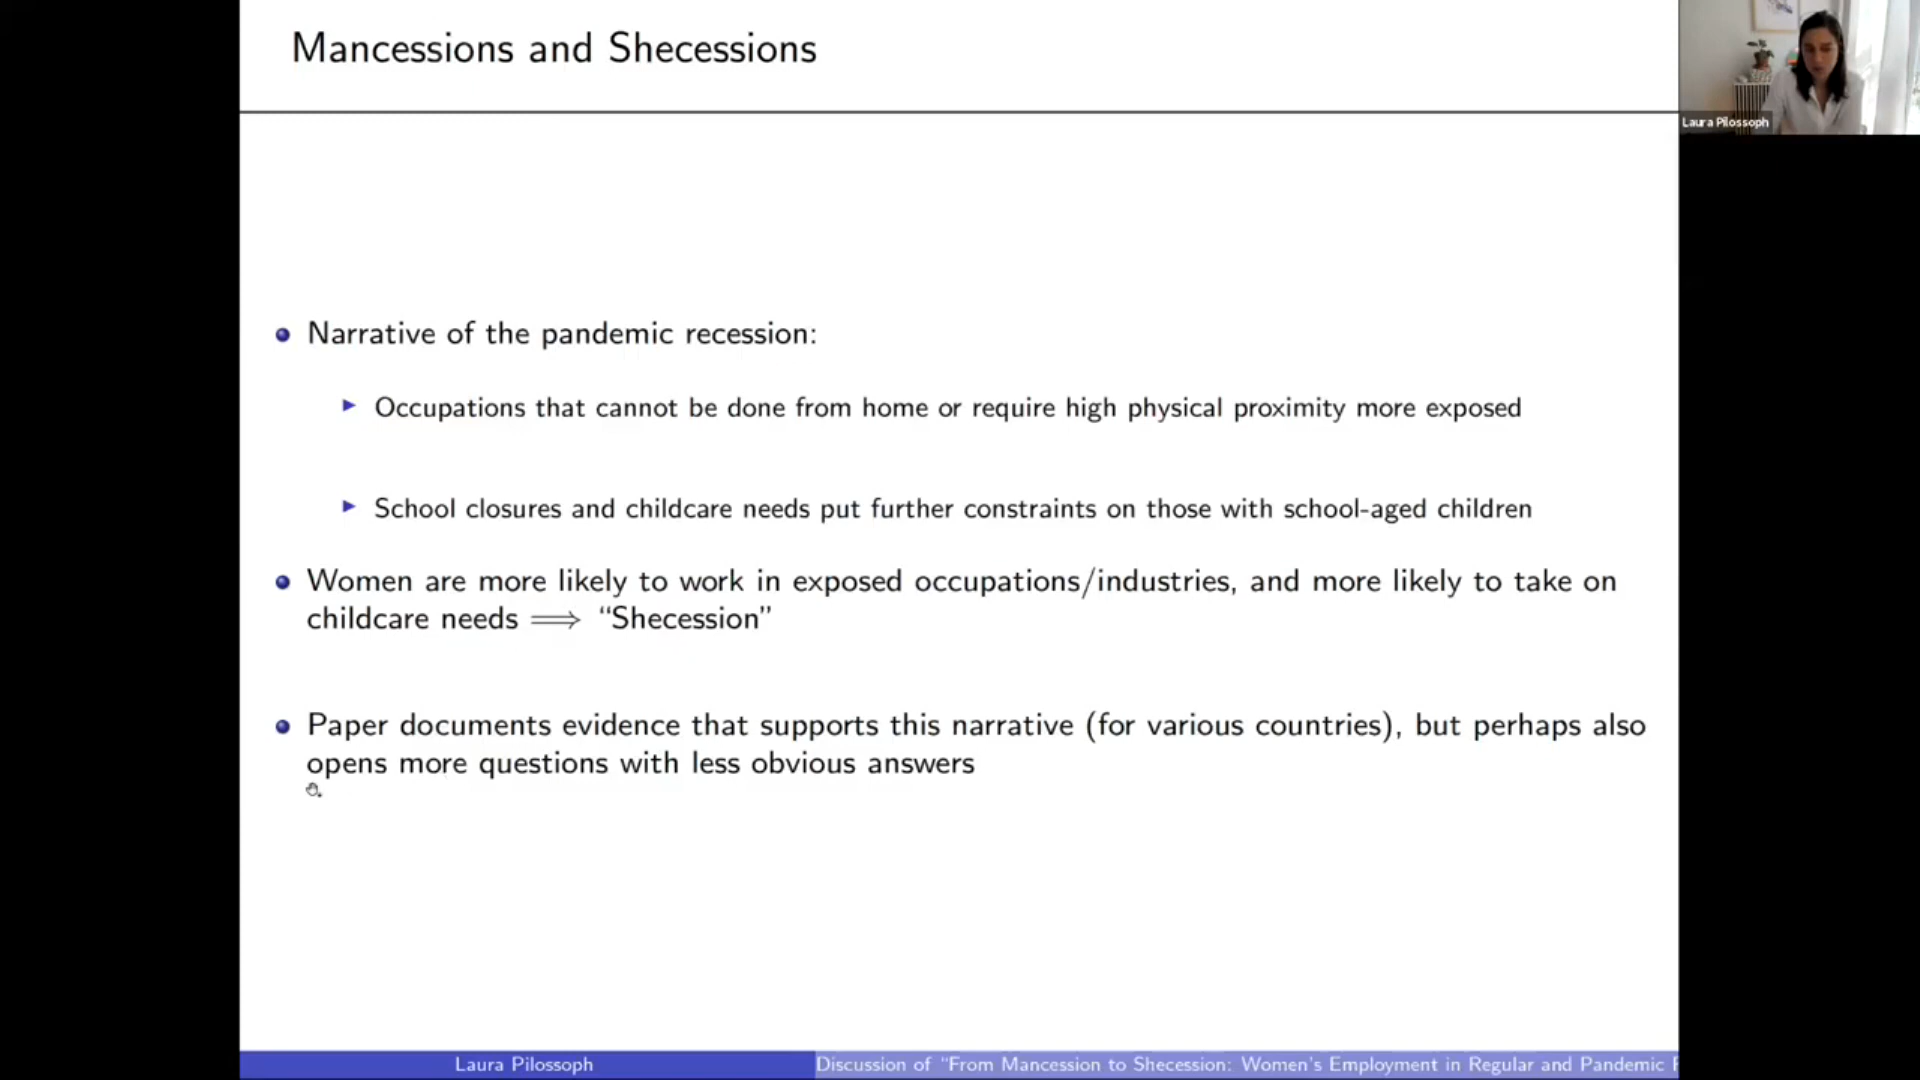 Mancessions and Shecessions
Laura Pilossoph
Narrative of the pandemic recession:
Occupations that cannot be done from home or require high physical proximity more exposed
School closures and childcare needs put further constraints on those with school-aged children
Women are more likely to work in exposed occupations/industries, and more likely to take on
childcare needs ⟹ “Shecession”
Paper documents evidence that supports this narrative (for various countries), but perhaps also
opens more questions with less obvious answers
Laura Pilossoph
Discussion of “From Mancession to Shecession: Women's Employment in Regular and Pandemic